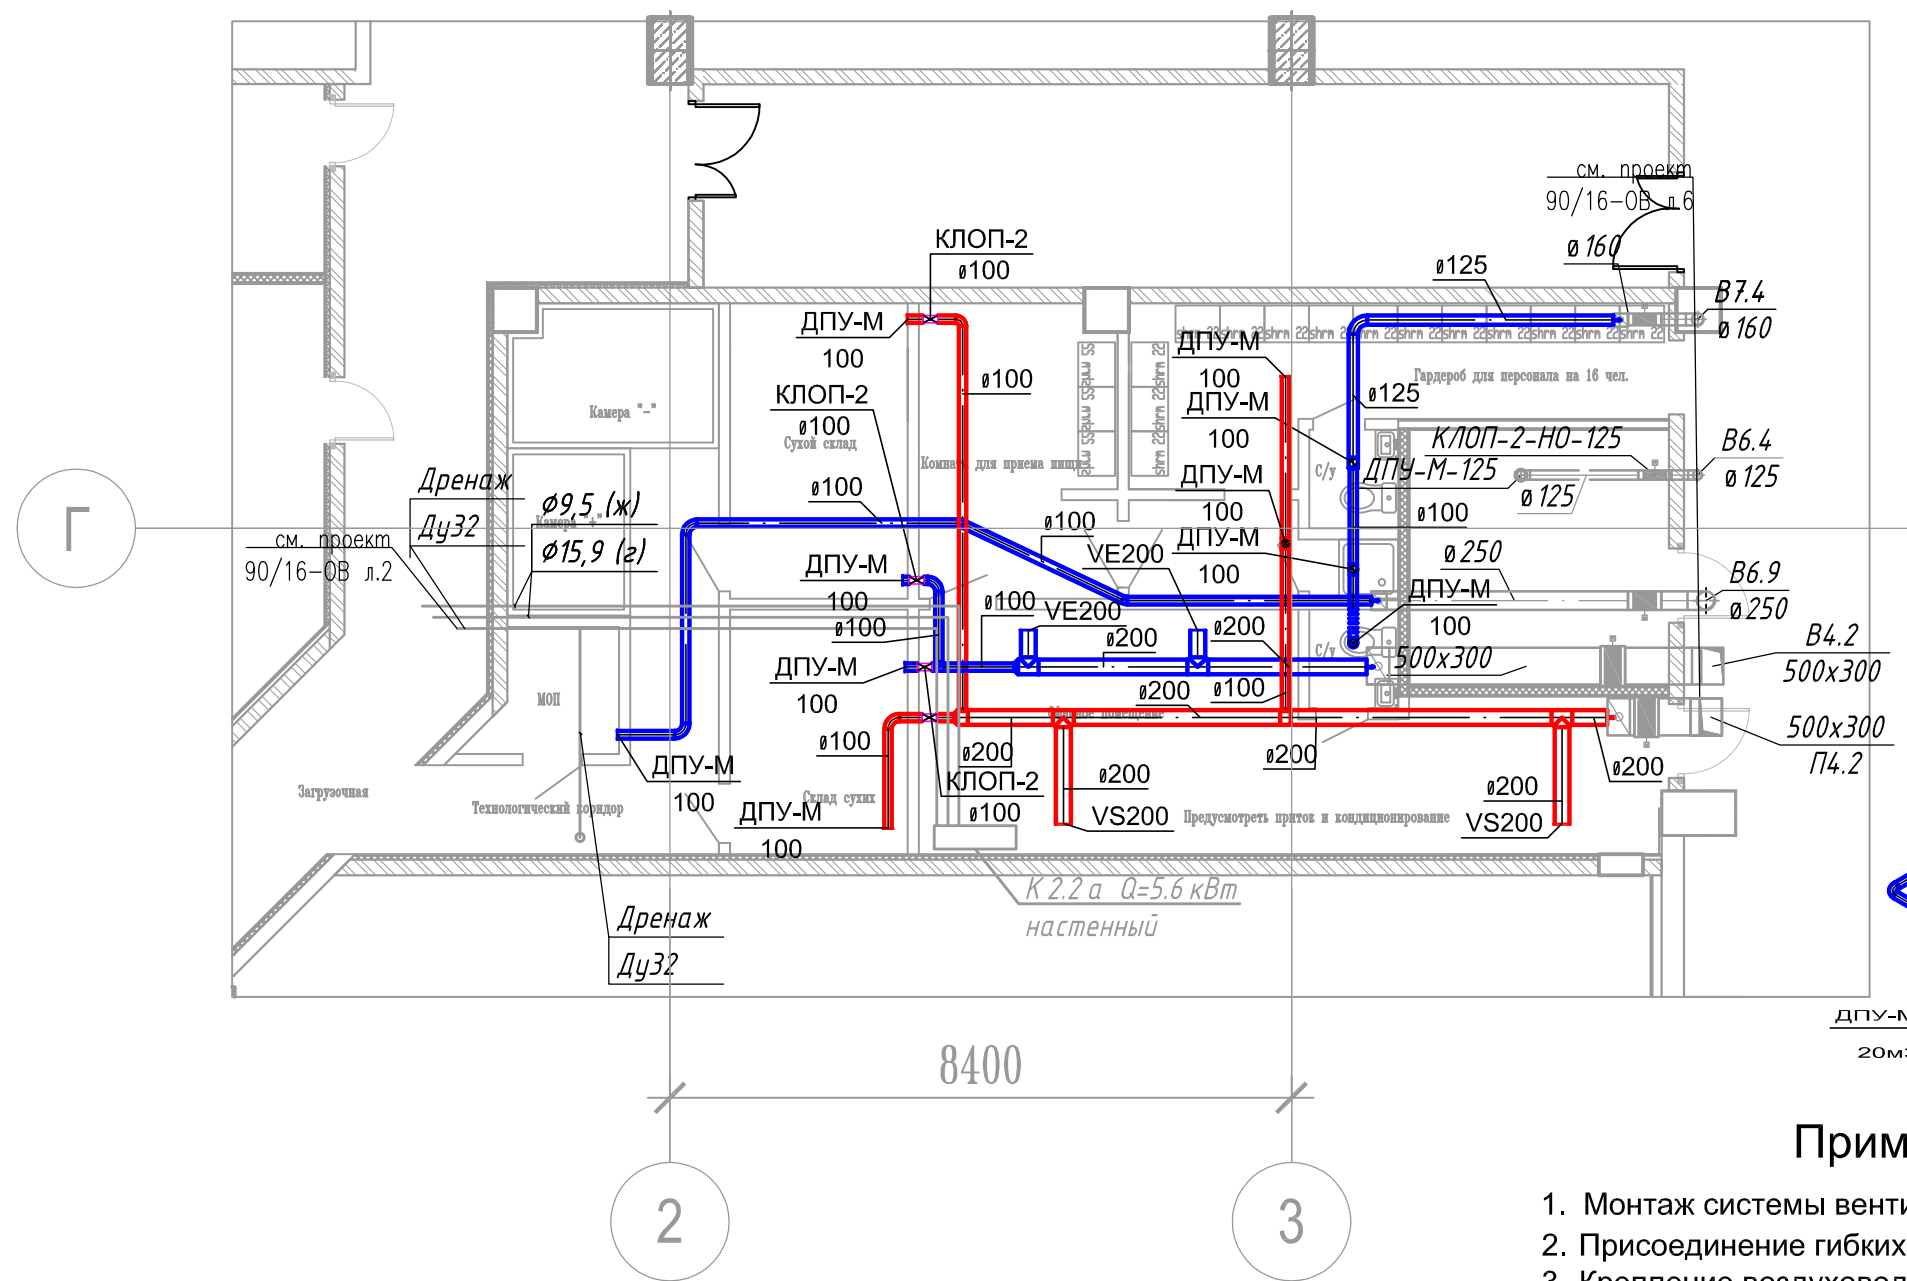 см. проект
90/16-ОВ л.6
КЛОП-2
ø100
ø125
ø160
В7.4
ø160
ДПУ-М
100
ДПУ-М
100
shrm 22
ø100
КЛОП-2
ø100
ø125
ДПУ-М
100
Гардероб для персонала на 16 чел.
Камера "-"
Сухой склад
Комната для приема пищи
С/у
КЛОП-2-НО-125
ДПУ-М-125
ø125
В6.4
ø125
Дренаж
Ду32
ø9,5 (ж)
ø15,9 (г)
Камера "+"
см. проект
90/16-ОВ л.2
ø100
ДПУ-М
100
ø100
ø100
VE200
ДПУ-М
100
ø250
В6.9
ø250
ДПУ-М
100
ø100
ø100
VE200
ø200
ø200
ДПУ-М
100
С/у
500х300
В4.2
500х300
ДПУ-М
100
ø200
ø100
МОП
500х300
П4.2
ø100
ø200
ø200
ø200
ДПУ-М
100
КЛОП-2
ø100
ø200
VS200
ø200
VS200
Загрузочная
Технологический коридор
Склад сухих
ДПУ-М
100
Предусмотреть приток и кондиционирование
К 2.2 а Q=5.6 кВт
настенный
Дренаж
Ду32
Г
8400
2
3
ДПУ-М
20м3
Прим
1. Монтаж системы венти
2. Присоединение гибких